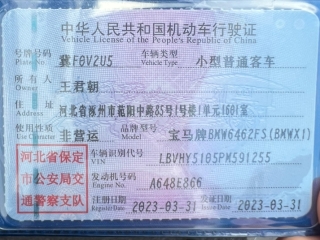 中华人民共和国机动车行驶证
Vehicle License of the People's Republic of China
号牌号码 冀F0V2U5 车辆类型 小型普通客车
Plate No. Vehicle Type
所有人 王君朝
Owner
住址 河北省涿州市范阳中路85号1号楼1单元1601室
Address
使用性质 非营运 品牌型号 宝马牌BMW6462FS(BMWX1)
Use Character
河北省保定
市公安局交
通警察支队
车辆识别代号 LBVHY5105PM591255
VIN
发动机号码 A648E866
Engine No.
注册日期 2023-03-31 发证日期 2023-03-31
Register Date Issue Date